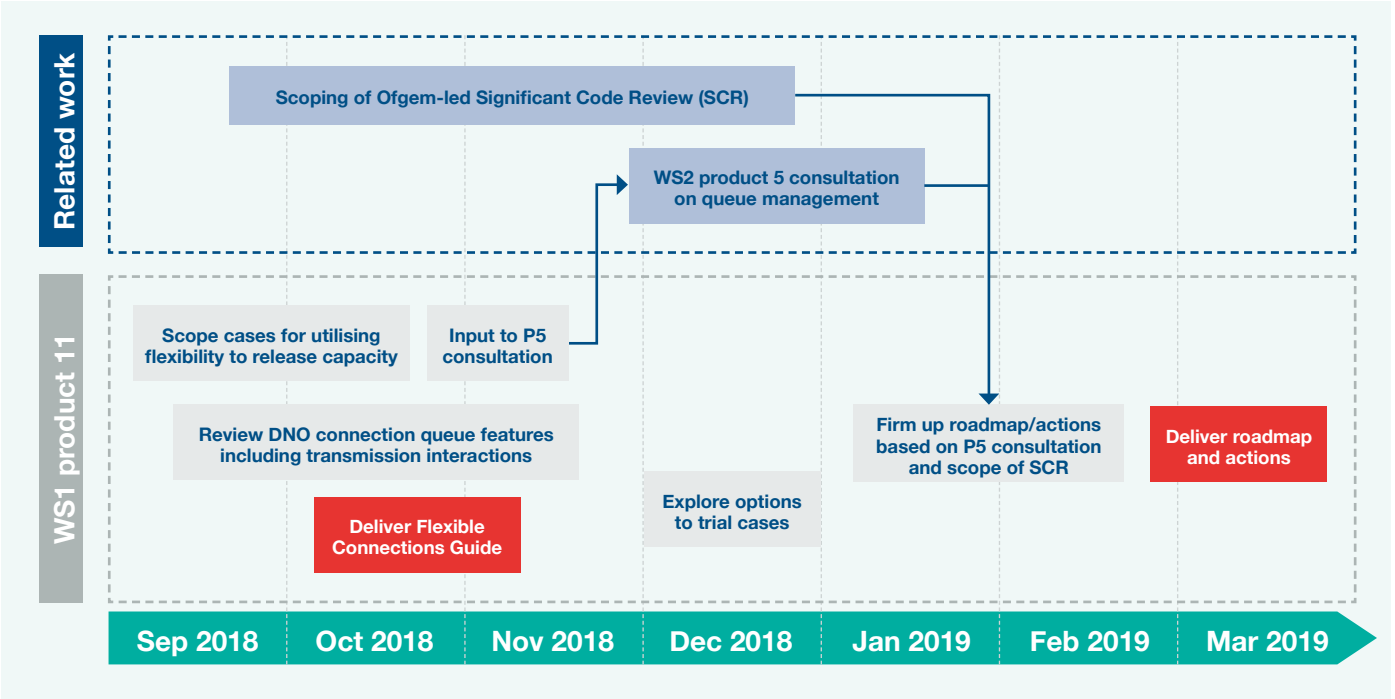 Related work
Scoping of Ofgem-led Significant Code Review (SCR)
WS2 product 5 consultation
on queue management
WS1 product 11
Scope cases for utilising
flexibility to release capacity
Input to P5
consultation
Review DNO connection queue features
including transmission interactions
Firm up roadmap/actions
based on P5 consultation
and scope of SCR
Deliver roadmap
and actions
Explore options
to trial cases
Deliver Flexible
Connections Guide
Sep 2018
Oct 2018
Nov 2018
Dec 2018
Jan 2019
Feb 2019
Mar 2019